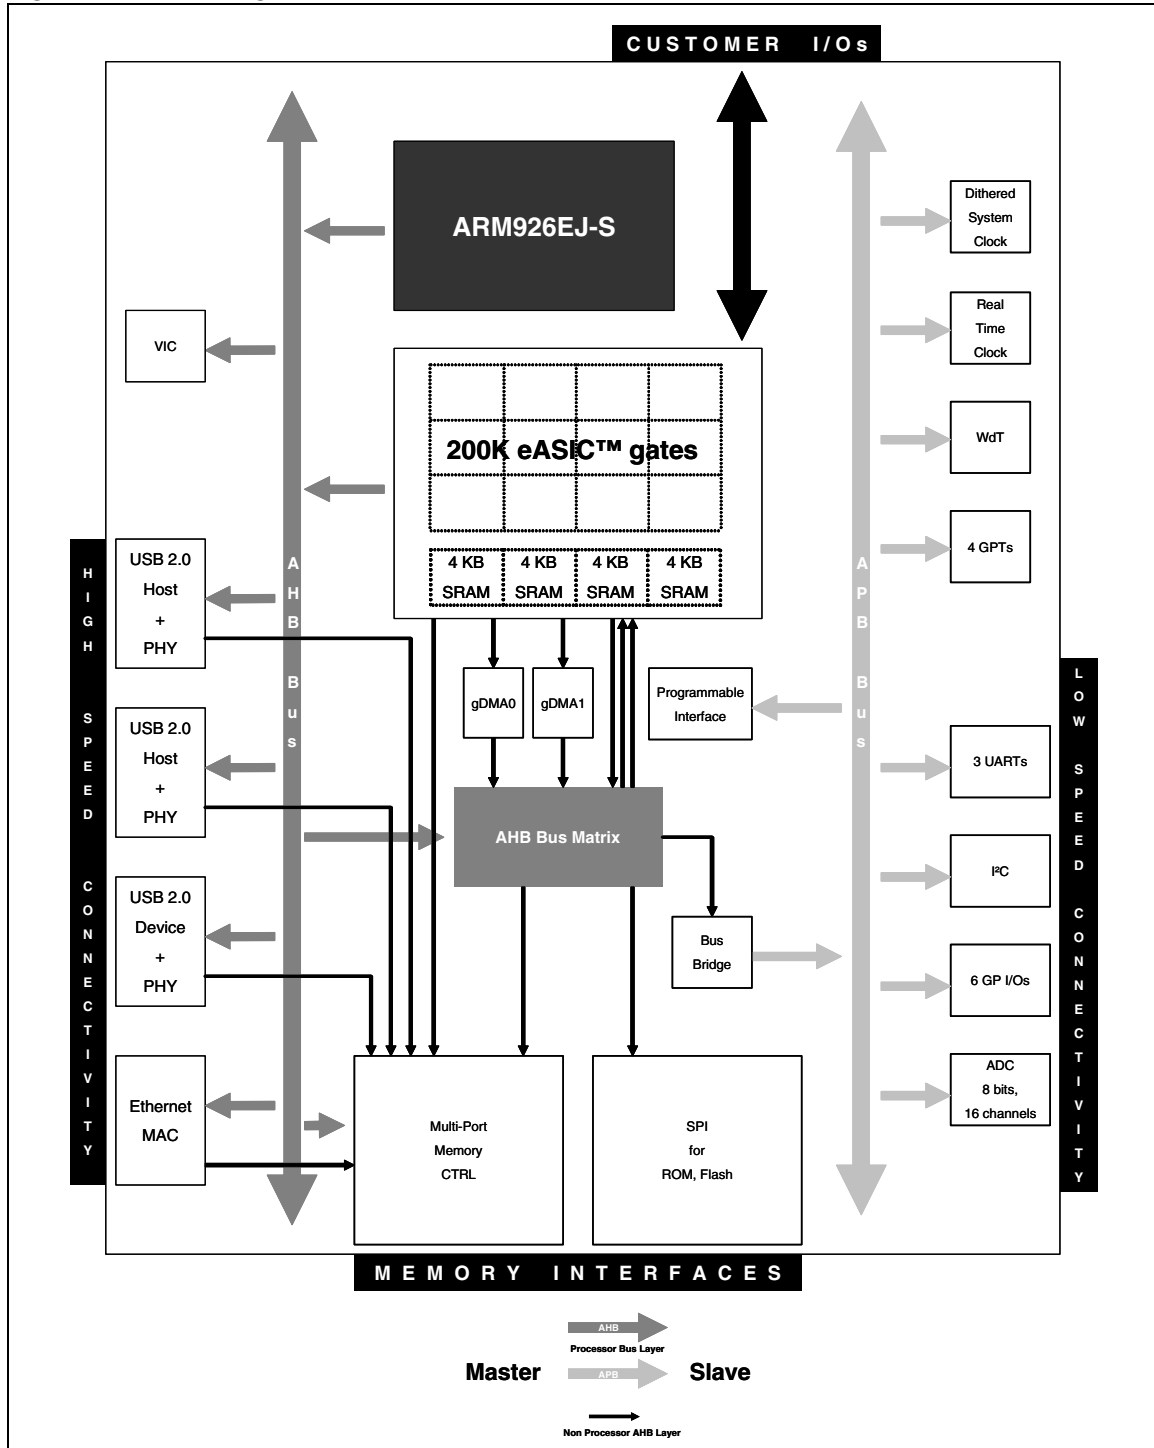 CUSTOMER I/Os
ARM926EJ-S
Dithered
System
Clock
VIC
Real
Time
Clock
200K eASIC™ gates
WdT
4 GPTs
4 KB
SRAM
4 KB
SRAM
4 KB
SRAM
4 KB
SRAM
HIGH SPEED CONNECTIVITY
USB 2.0
Host
+
PHY
AHB Bus
APB Bus
gDMA0
gDMA1
Programmable
Interface
LOW SPEED CONNECTIVITY
USB 2.0
Host
+
PHY
3 UARTs
AHB Bus Matrix
I²C
USB 2.0
Device
+
PHY
Bus
Bridge
6 GP I/Os
Ethernet
MAC
Multi-Port
Memory
CTRL
SPI
for
ROM, Flash
ADC
8 bits,
16 channels
MEMORY INTERFACES
AHB
Processor Bus Layer
Master
APB
Slave
Non Processor AHB Layer